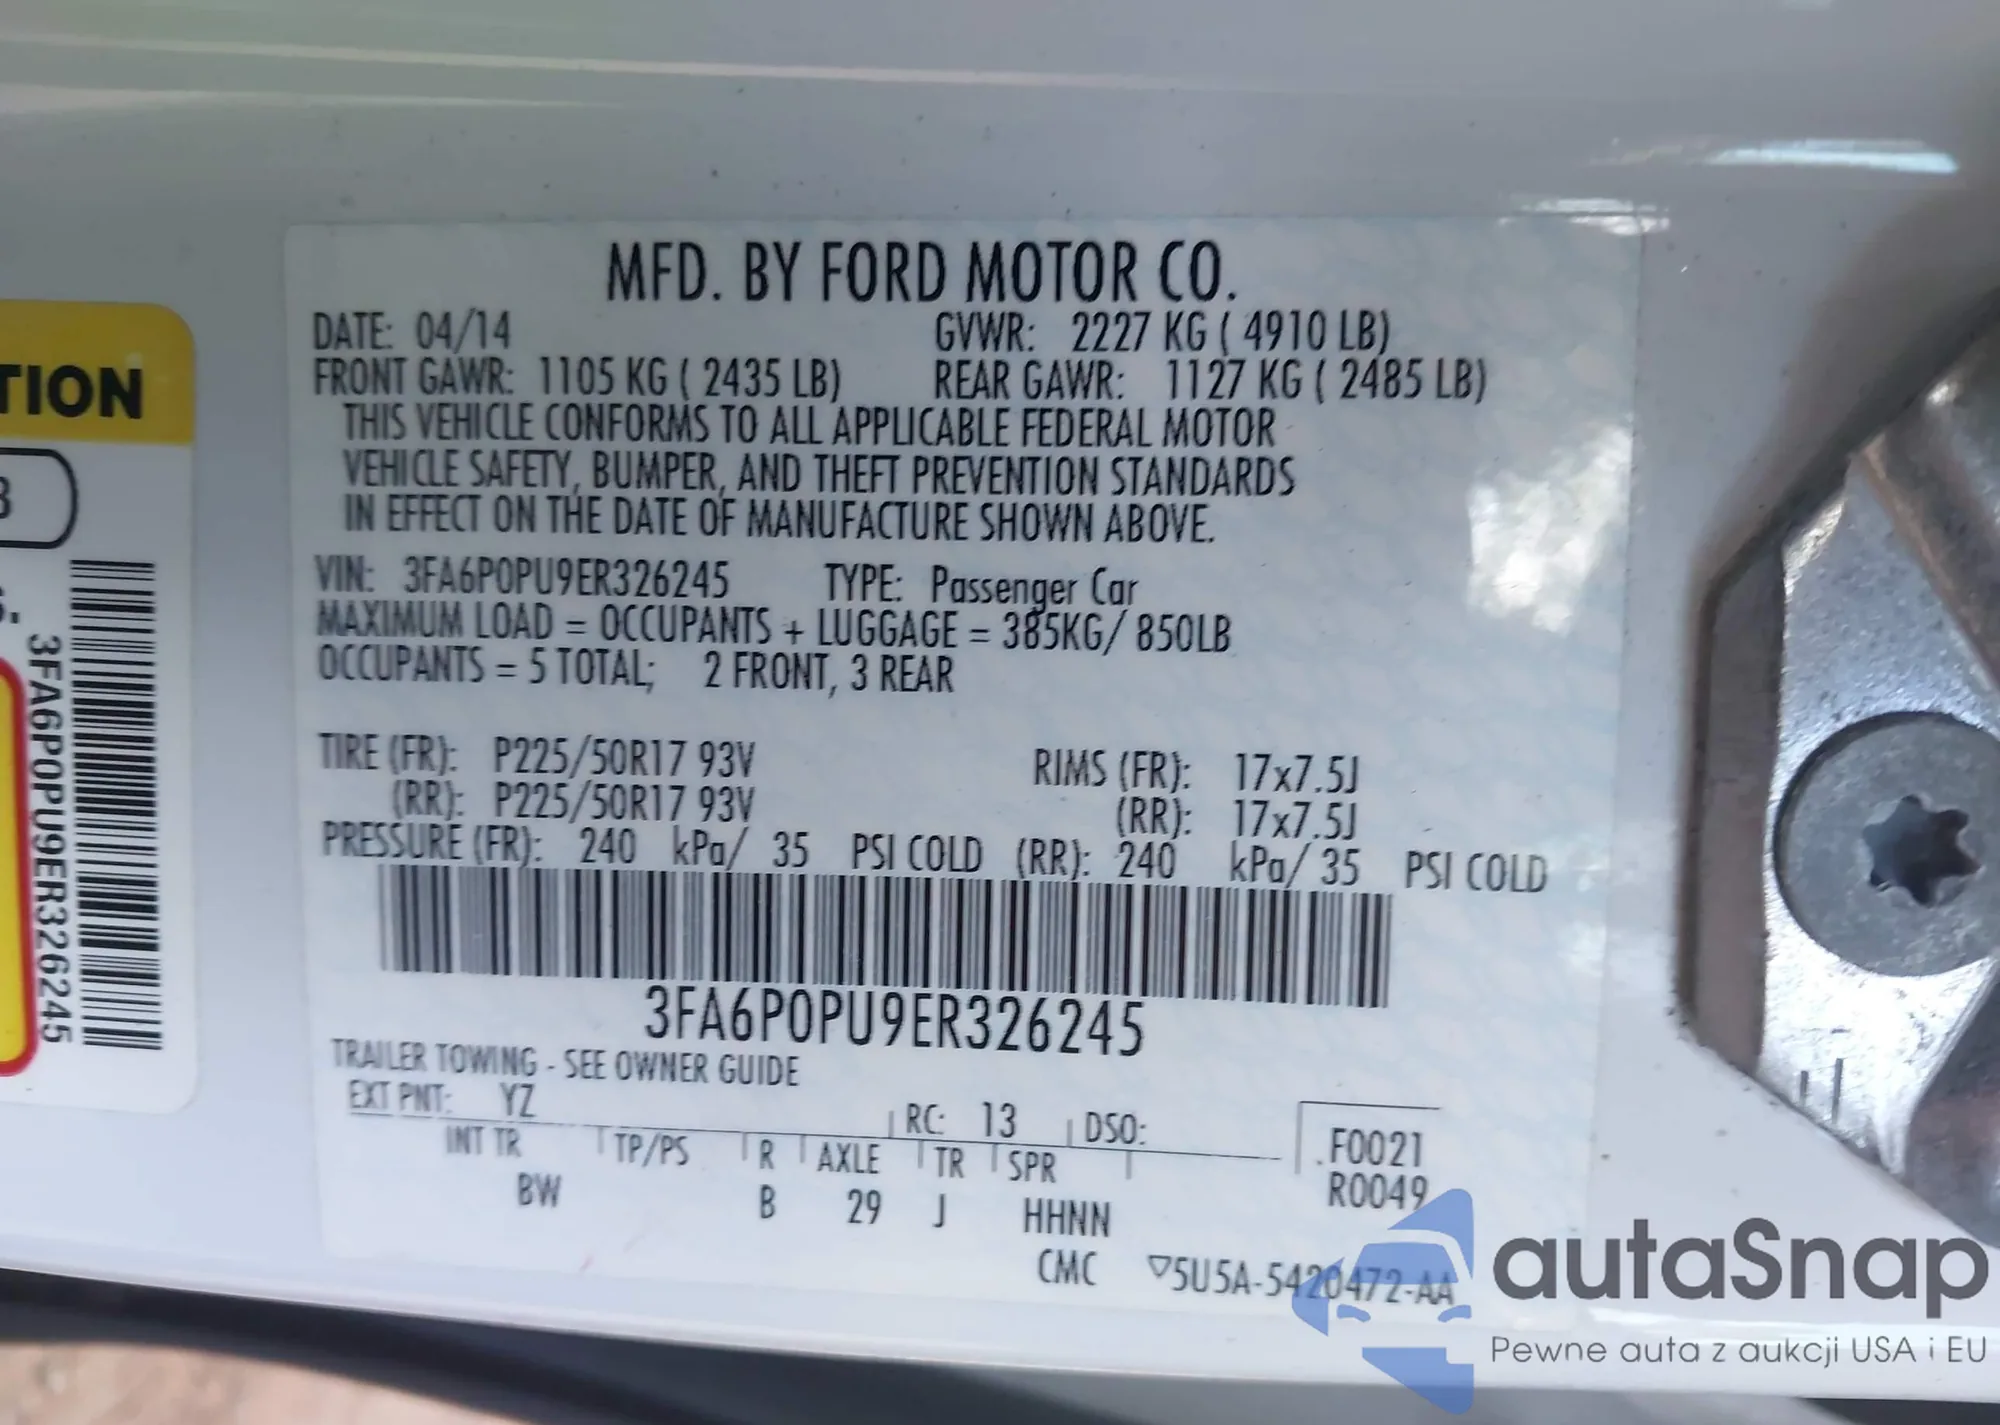 MFD. BY FORD MOTOR CO.
DATE: 04/14 GVWR: 2227 KG ( 4910 LB)
FRONT GAWR: 1105 KG ( 2435 LB) REAR GAWR: 1127 KG ( 2485 LB)
THIS VEHICLE CONFORMS TO ALL APPLICABLE FEDERAL MOTOR
VEHICLE SAFETY, BUMPER, AND THEFT PREVENTION STANDARDS
IN EFFECT ON THE DATE OF MANUFACTURE SHOWN ABOVE.
VIN: 3FA6P0PU9ER326245 TYPE: Passenger Car
MAXIMUM LOAD = OCCUPANTS + LUGGAGE = 385KG/ 850LB
OCCUPANTS = 5 TOTAL; 2 FRONT, 3 REAR
TIRE (FR): P225/50R17 93V RIMS (FR): 17x7.5J
(RR): P225/50R17 93V (RR): 17x7.5J
PRESSURE (FR): 240 kPa/ 35 PSI COLD (RR): 240 kPa/ 35 PSI COLD
3FA6P0PU9ER326245
TRAILER TOWING - SEE OWNER GUIDE
EXT PNT: YZ RC: 13 DSO:
INT TR TP/PS R AXLE TR SPR
BW B 29 J HHNN
F0021
R0049
CMC ▽5U5A-5420472-AA
TION
3FA6P0PU9ER326245
autaSnap
Pewne auta z aukcji USA i EU